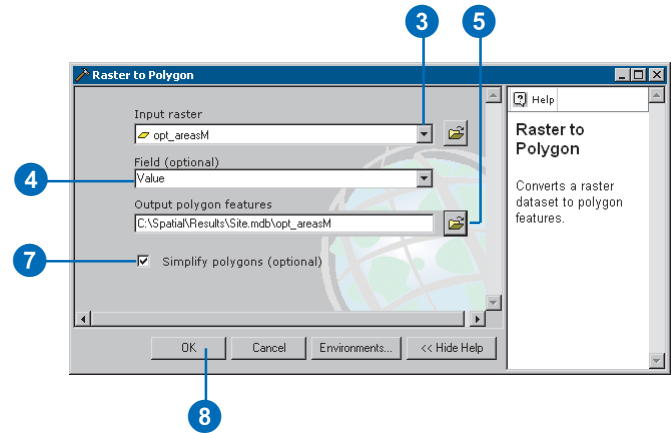 3
5
Raster to Polygon
Input raster
opt_areasM
Field (optional)
4
Value
Output polygon features
C:\Spatial\Results\Site.mdb\opt_areasM
7
Simplify polygons (optional)
OK
Cancel
Environments...
<< Hide Help
8
Help
Raster to
Polygon
Converts a raster
dataset to polygon
features.